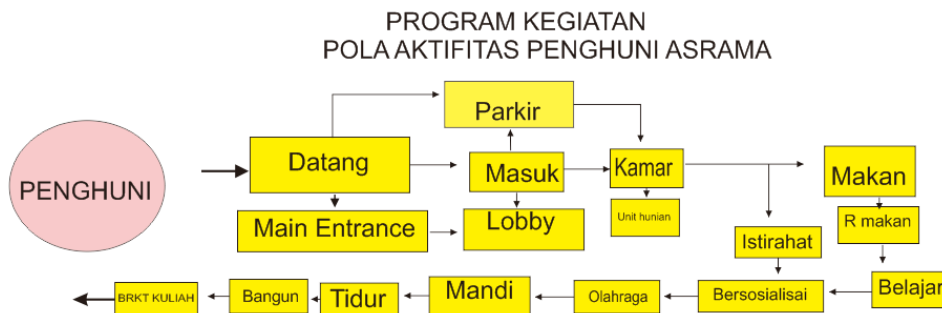 PROGRAM KEGIATAN
POLA AKTIFITAS PENGHUNI ASRAMA
PENGHUNI
Datang
Parkir
Masuk
Kamar
Makan
Main Entrance
Lobby
Unit hunian
R makan
Istirahat
Belajar
Bersosialisai
Olahraga
Mandi
Tidur
Bangun
BRKT KULIAH